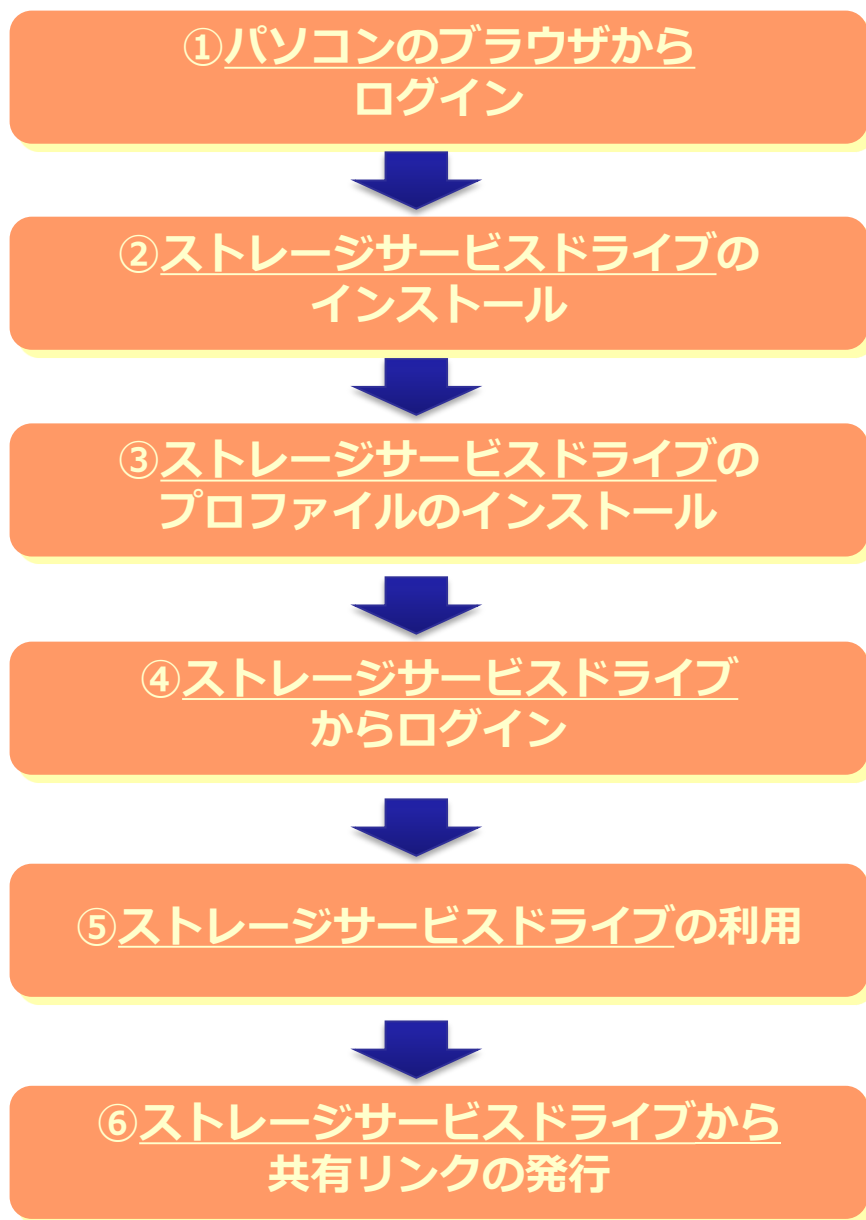 ①パソコンのブラウザから
ログイン
②ストレージサービスドライブの
インストール
③ストレージサービスドライブの
プロファイルのインストール
④ストレージサービスドライブ
からログイン
⑤ストレージサービスドライブの利用
⑥ストレージサービスドライブから
共有リンクの発行